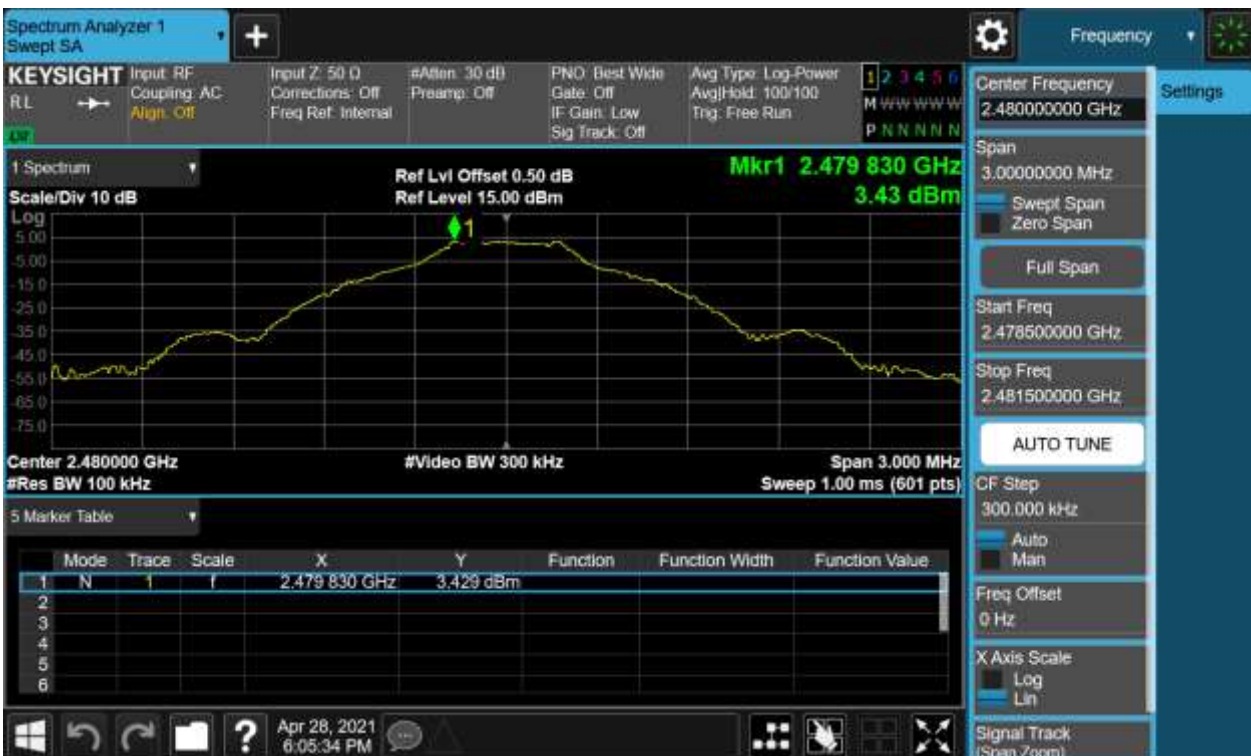 Spectrum Analyzer 1
Swept SA
+
Frequency
KEYSIGHT
RL
Input: RF
Coupling: AC
Align: Off
Input Z: 50 Ω
Corrections: Off
Freq Ref: Internal
#Atten: 30 dB
Preamp: Off
PNO: Best Wide
Gate: Off
IF Gain: Low
Sig Track: Off
Avg Type: Log-Power
Avg|Hold: 100/100
Trig: Free Run
1 2 3 4 5 6
M W W W W W
P N N N N N
1 Spectrum
Scale/Div 10 dB
Ref Lvl Offset 0.50 dB
Ref Level 15.00 dBm
Mkr1 2.479 830 GHz
3.43 dBm
Log
5.00
-5.00
-15.0
-25.0
-35.0
-45.0
-55.0
-65.0
-75.0
1
Center 2.480000 GHz
#Res BW 100 kHz
#Video BW 300 kHz
Span 3.000 MHz
Sweep 1.00 ms (601 pts)
5 Marker Table
Mode Trace Scale X Y Function Function Width Function Value
1 N 1 f 2.479 830 GHz 3.429 dBm
2
3
4
5
6
?
Apr 28, 2021
6:05:34 PM
Center Frequency
2.480000000 GHz
Settings
Span
3.00000000 MHz
Swept Span
Zero Span
Full Span
Start Freq
2.478500000 GHz
Stop Freq
2.481500000 GHz
AUTO TUNE
CF Step
300.000 kHz
Auto
Man
Freq Offset
0 Hz
X Axis Scale
Log
Lin
Signal Track
(Span Zoom)